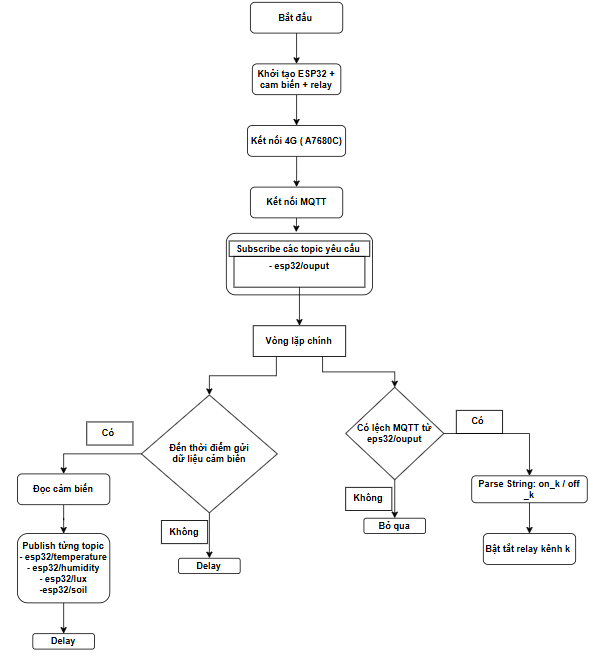 Bắt đầu
Khởi tạo ESP32 +
cam biến + relay
Kết nối 4G ( A7680C)
Kết nối MQTT
Subscribe các topic yêu cầu
- esp32/ouput
Vòng lặp chính
Có
Đến thời điểm gửi
dữ liệu cảm biến
Không
Delay
Đọc cảm biến
Publish từng topic
- esp32/temperature
- esp32/humidity
- esp32/lux
-esp32/soil
Delay
Có lệch MQTT từ
eps32/ouput
Có
Không
Bỏ qua
Parse String: on_k / off
_k
Bật tắt relay kênh k